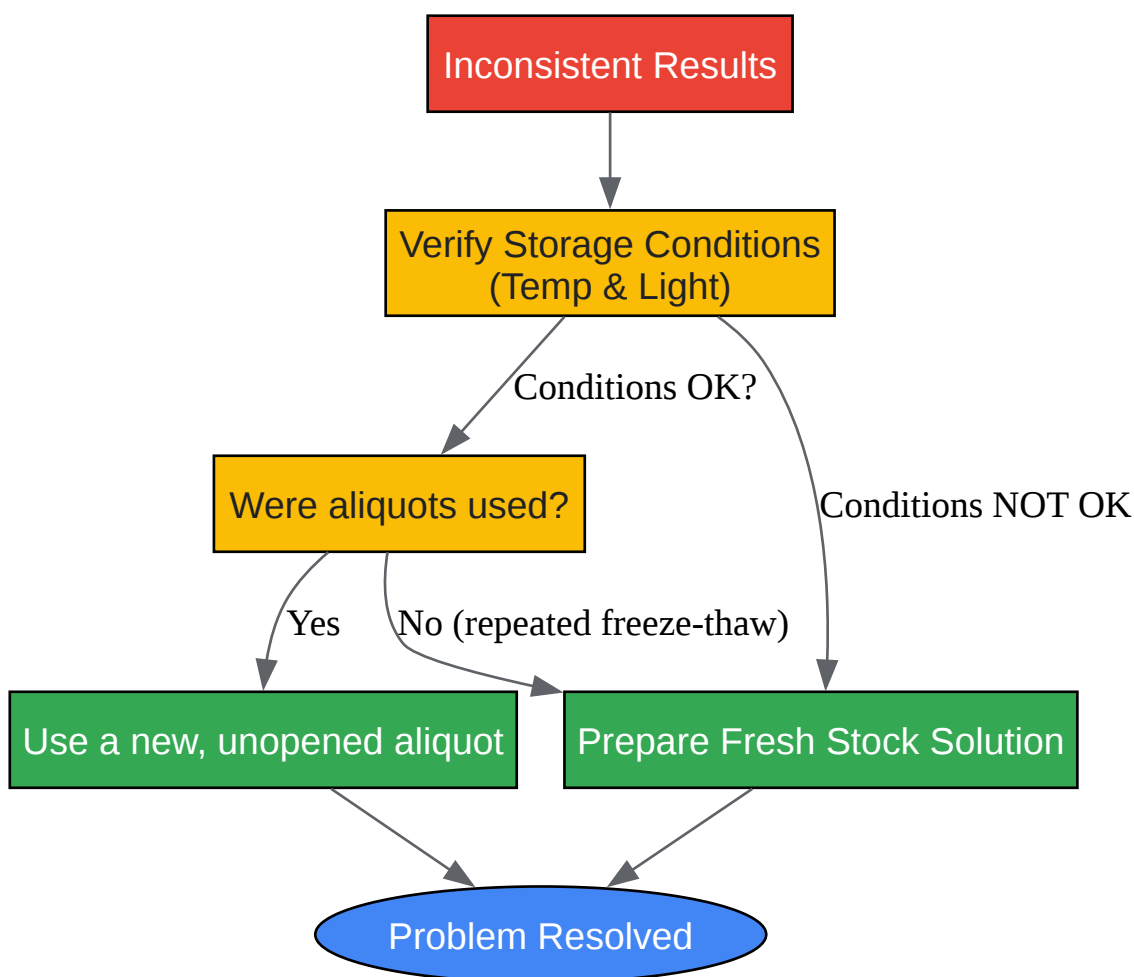 Inconsistent Results
Verify Storage Conditions
(Temp & Light)
Conditions OK?
Were aliquots used?
Conditions NOT OK
Yes
No (repeated freeze-thaw)
Use a new, unopened aliquot
Prepare Fresh Stock Solution
Problem Resolved